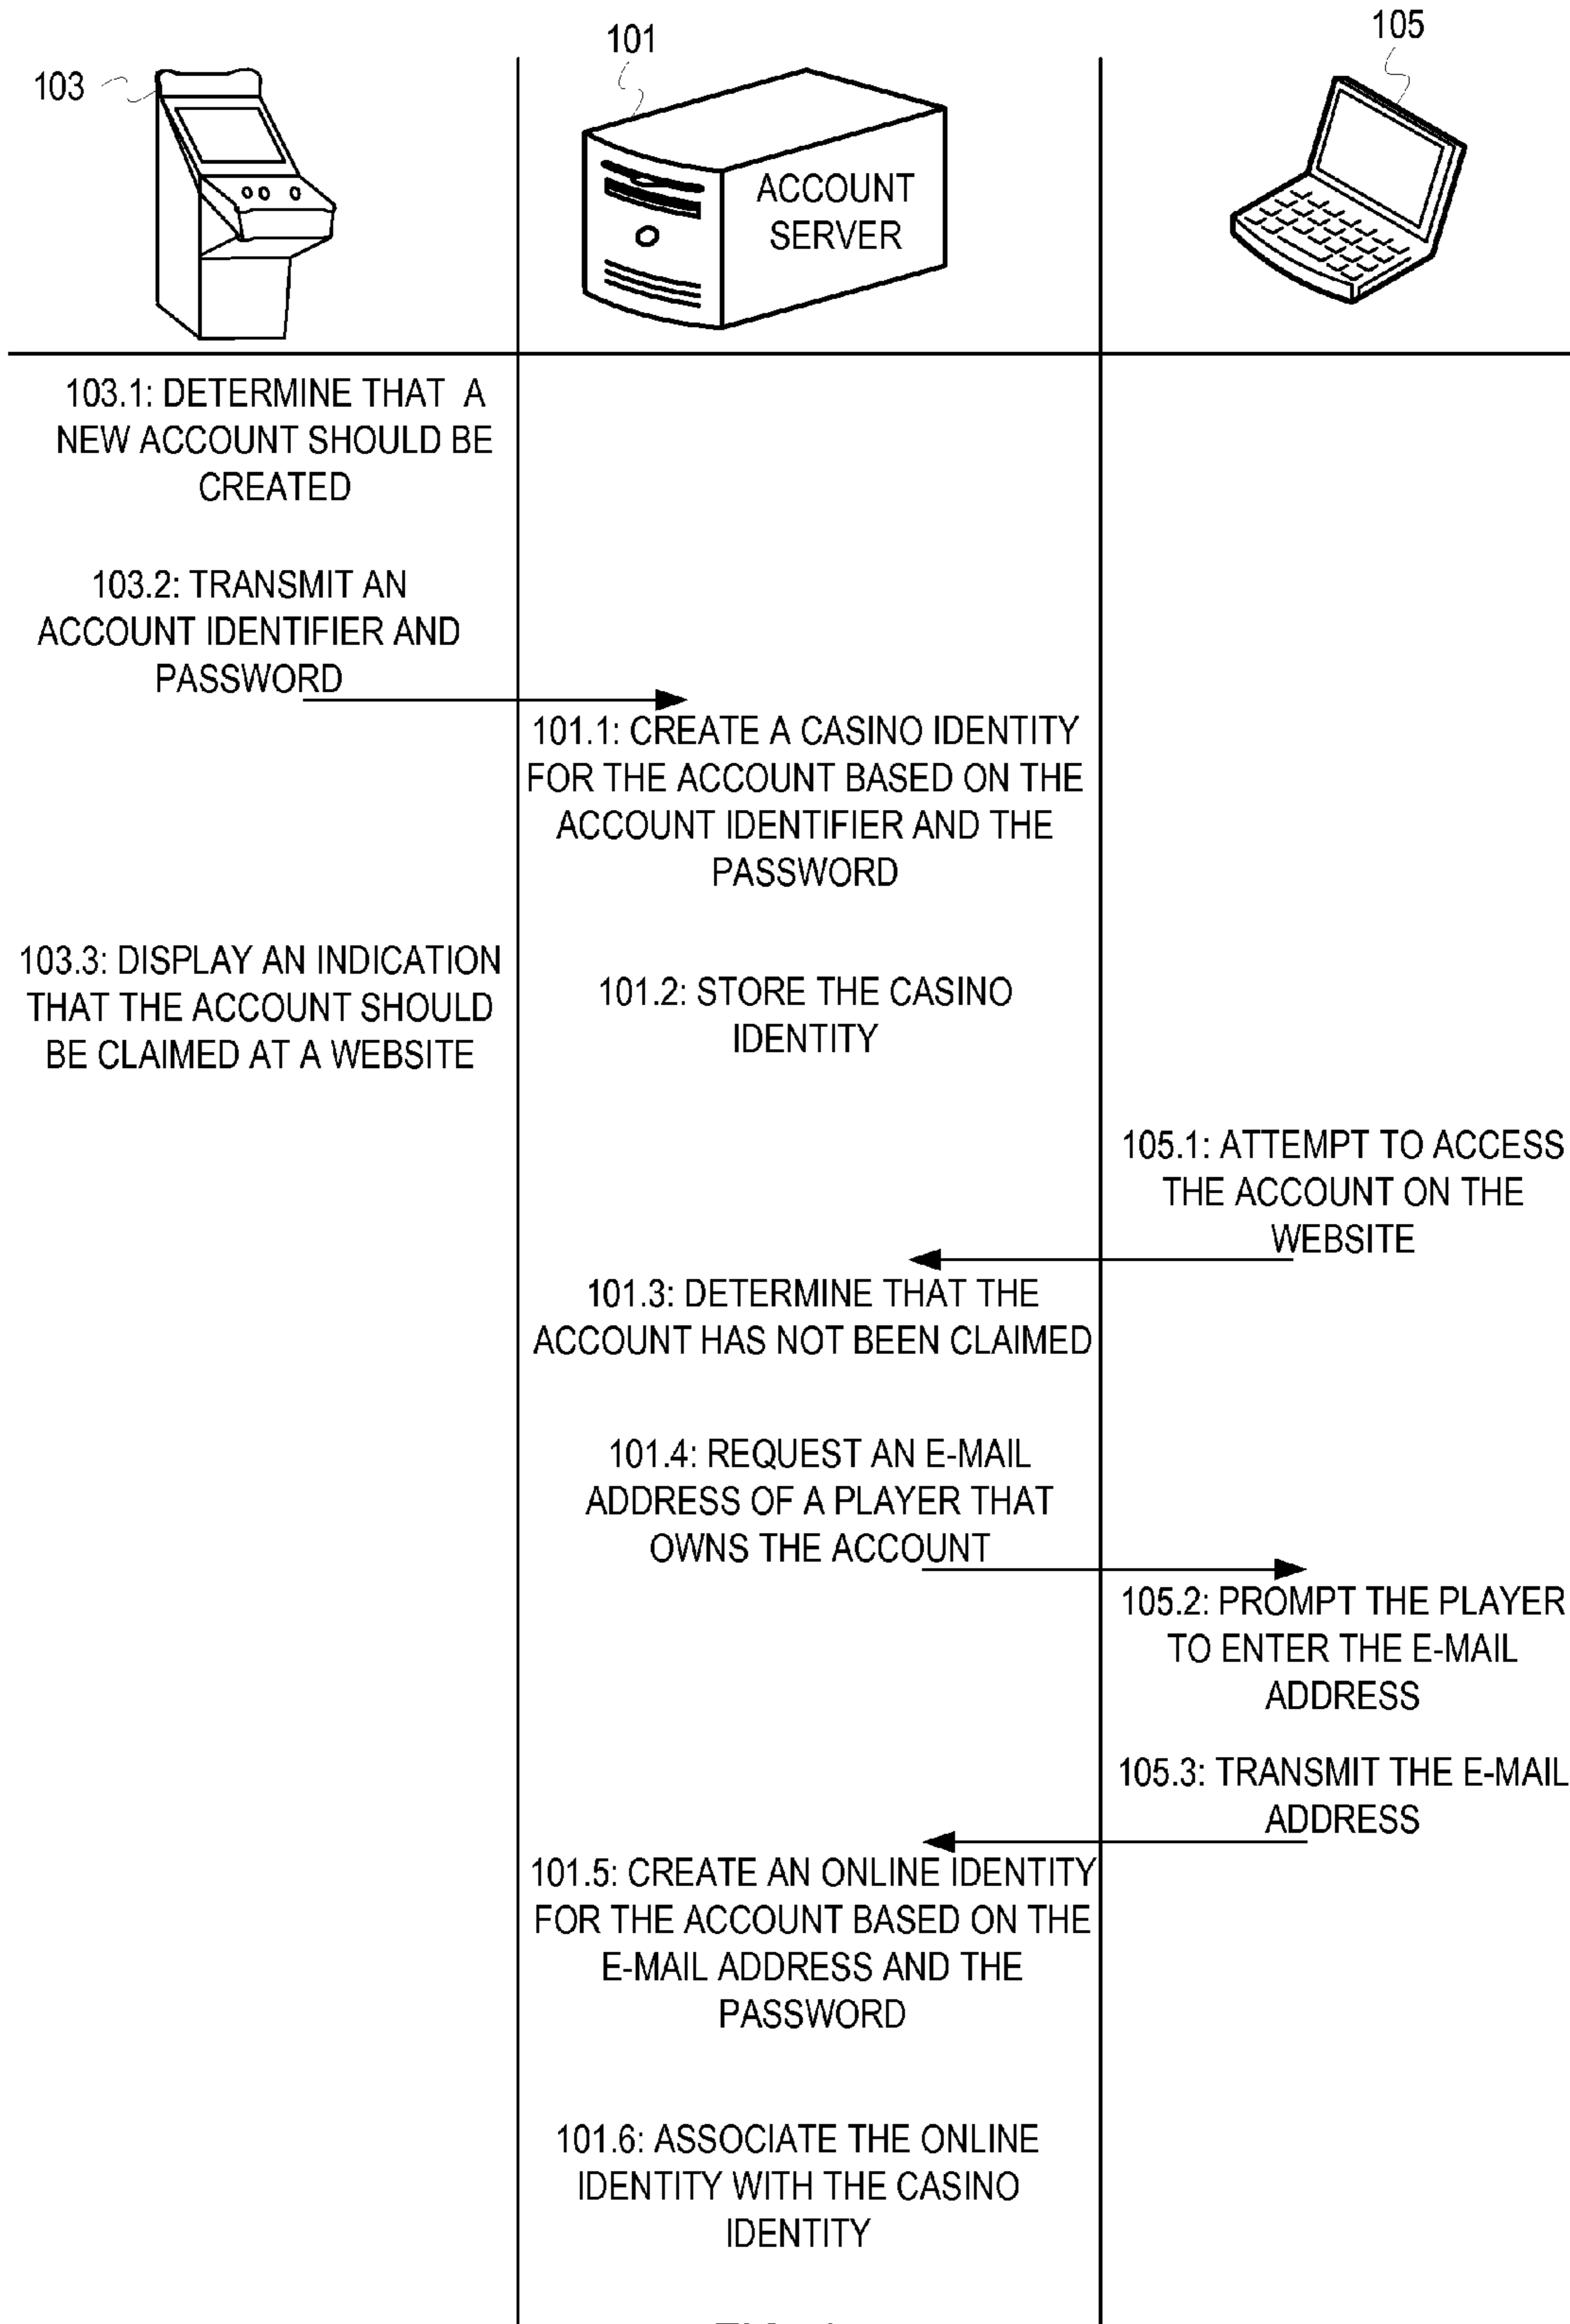 103
101
105
ACCOUNT
SERVER
103.1: DETERMINE THAT A
NEW ACCOUNT SHOULD BE
CREATED
103.2: TRANSMIT AN
ACCOUNT IDENTIFIER AND
PASSWORD
101.1: CREATE A CASINO IDENTITY
FOR THE ACCOUNT BASED ON THE
ACCOUNT IDENTIFIER AND THE
PASSWORD
103.3: DISPLAY AN INDICATION
THAT THE ACCOUNT SHOULD
BE CLAIMED AT A WEBSITE
101.2: STORE THE CASINO
IDENTITY
105.1: ATTEMPT TO ACCESS
THE ACCOUNT ON THE
WEBSITE
101.3: DETERMINE THAT THE
ACCOUNT HAS NOT BEEN CLAIMED
101.4: REQUEST AN E-MAIL
ADDRESS OF A PLAYER THAT
OWNS THE ACCOUNT
105.2: PROMPT THE PLAYER
TO ENTER THE E-MAIL
ADDRESS
105.3: TRANSMIT THE E-MAIL
ADDRESS
101.5: CREATE AN ONLINE IDENTITY
FOR THE ACCOUNT BASED ON THE
E-MAIL ADDRESS AND THE
PASSWORD
101.6: ASSOCIATE THE ONLINE
IDENTITY WITH THE CASINO
IDENTITY